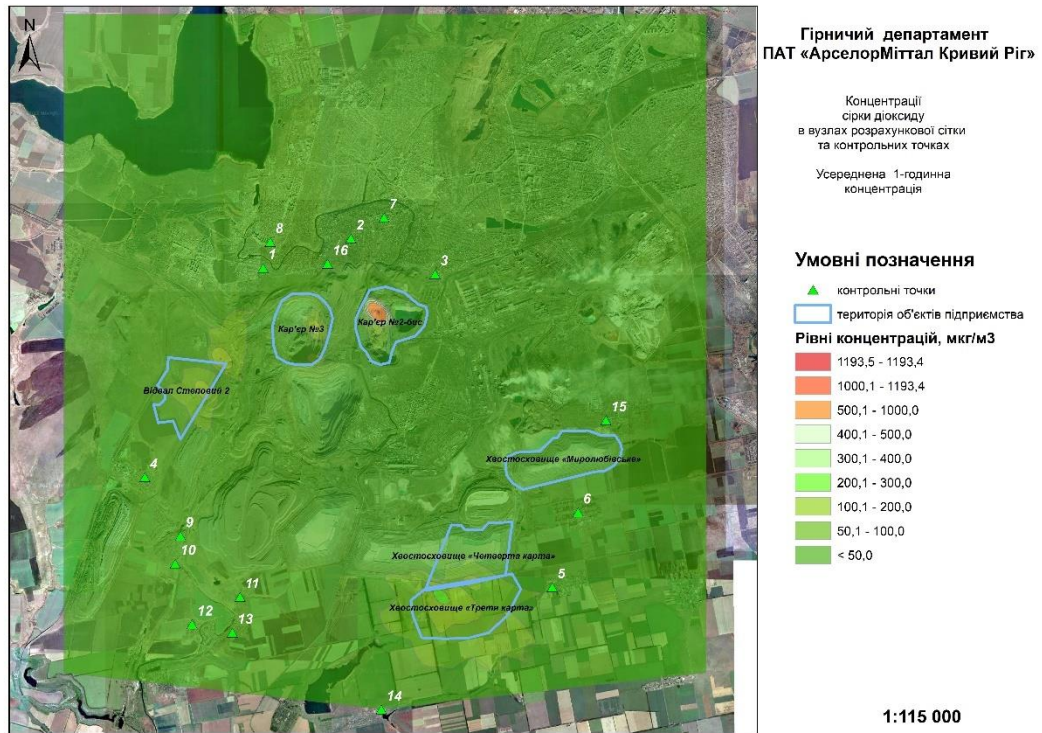 Гірничий департамент
ПАТ «АрселорМіттал Кривий Ріг»
Концентрації
сірки діоксиду
в вузлах розрахункової сітки
та контрольних точках
Усереднена 1-годинна
концентрація
Умовні позначення
контрольні точки
територія об'єктів підприємства
Рівні концентрацій, мкг/м3
1193,5 - 1193,4
1000,1 - 1193,4
500,1 - 1000,0
400,1 - 500,0
300,1 - 400,0
200,1 - 300,0
100,1 - 200,0
50,1 - 100,0
< 50,0
1:115 000
N
7
8
2
16
1
3
Кар'єр №3
Кар'єр №2-біс
Відвал Степовий 2
15
Хвостосховище «Миролюбівське»
4
6
9
Хвостосховище «Четверта карта»
10
5
11
Хвостосховище «Третя карта»
12
13
14